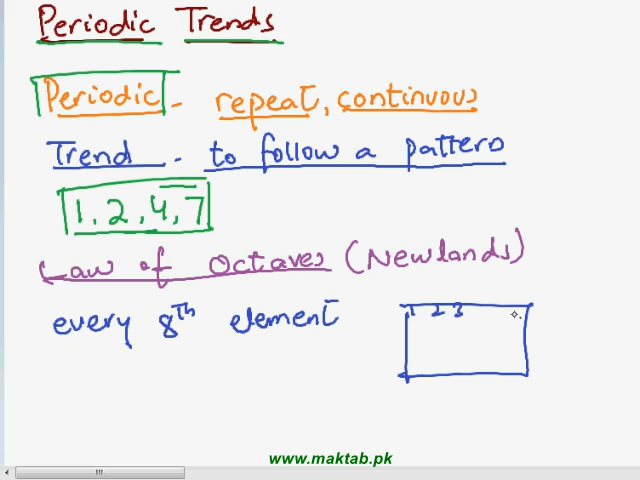 Periodic Trends
Periodic - repeat, continuous
Trend - to follow a pattern
1, 2, 4, 7
Law of Octaves (Newlands)
every 8th element
1 2 3
www.maktab.pk